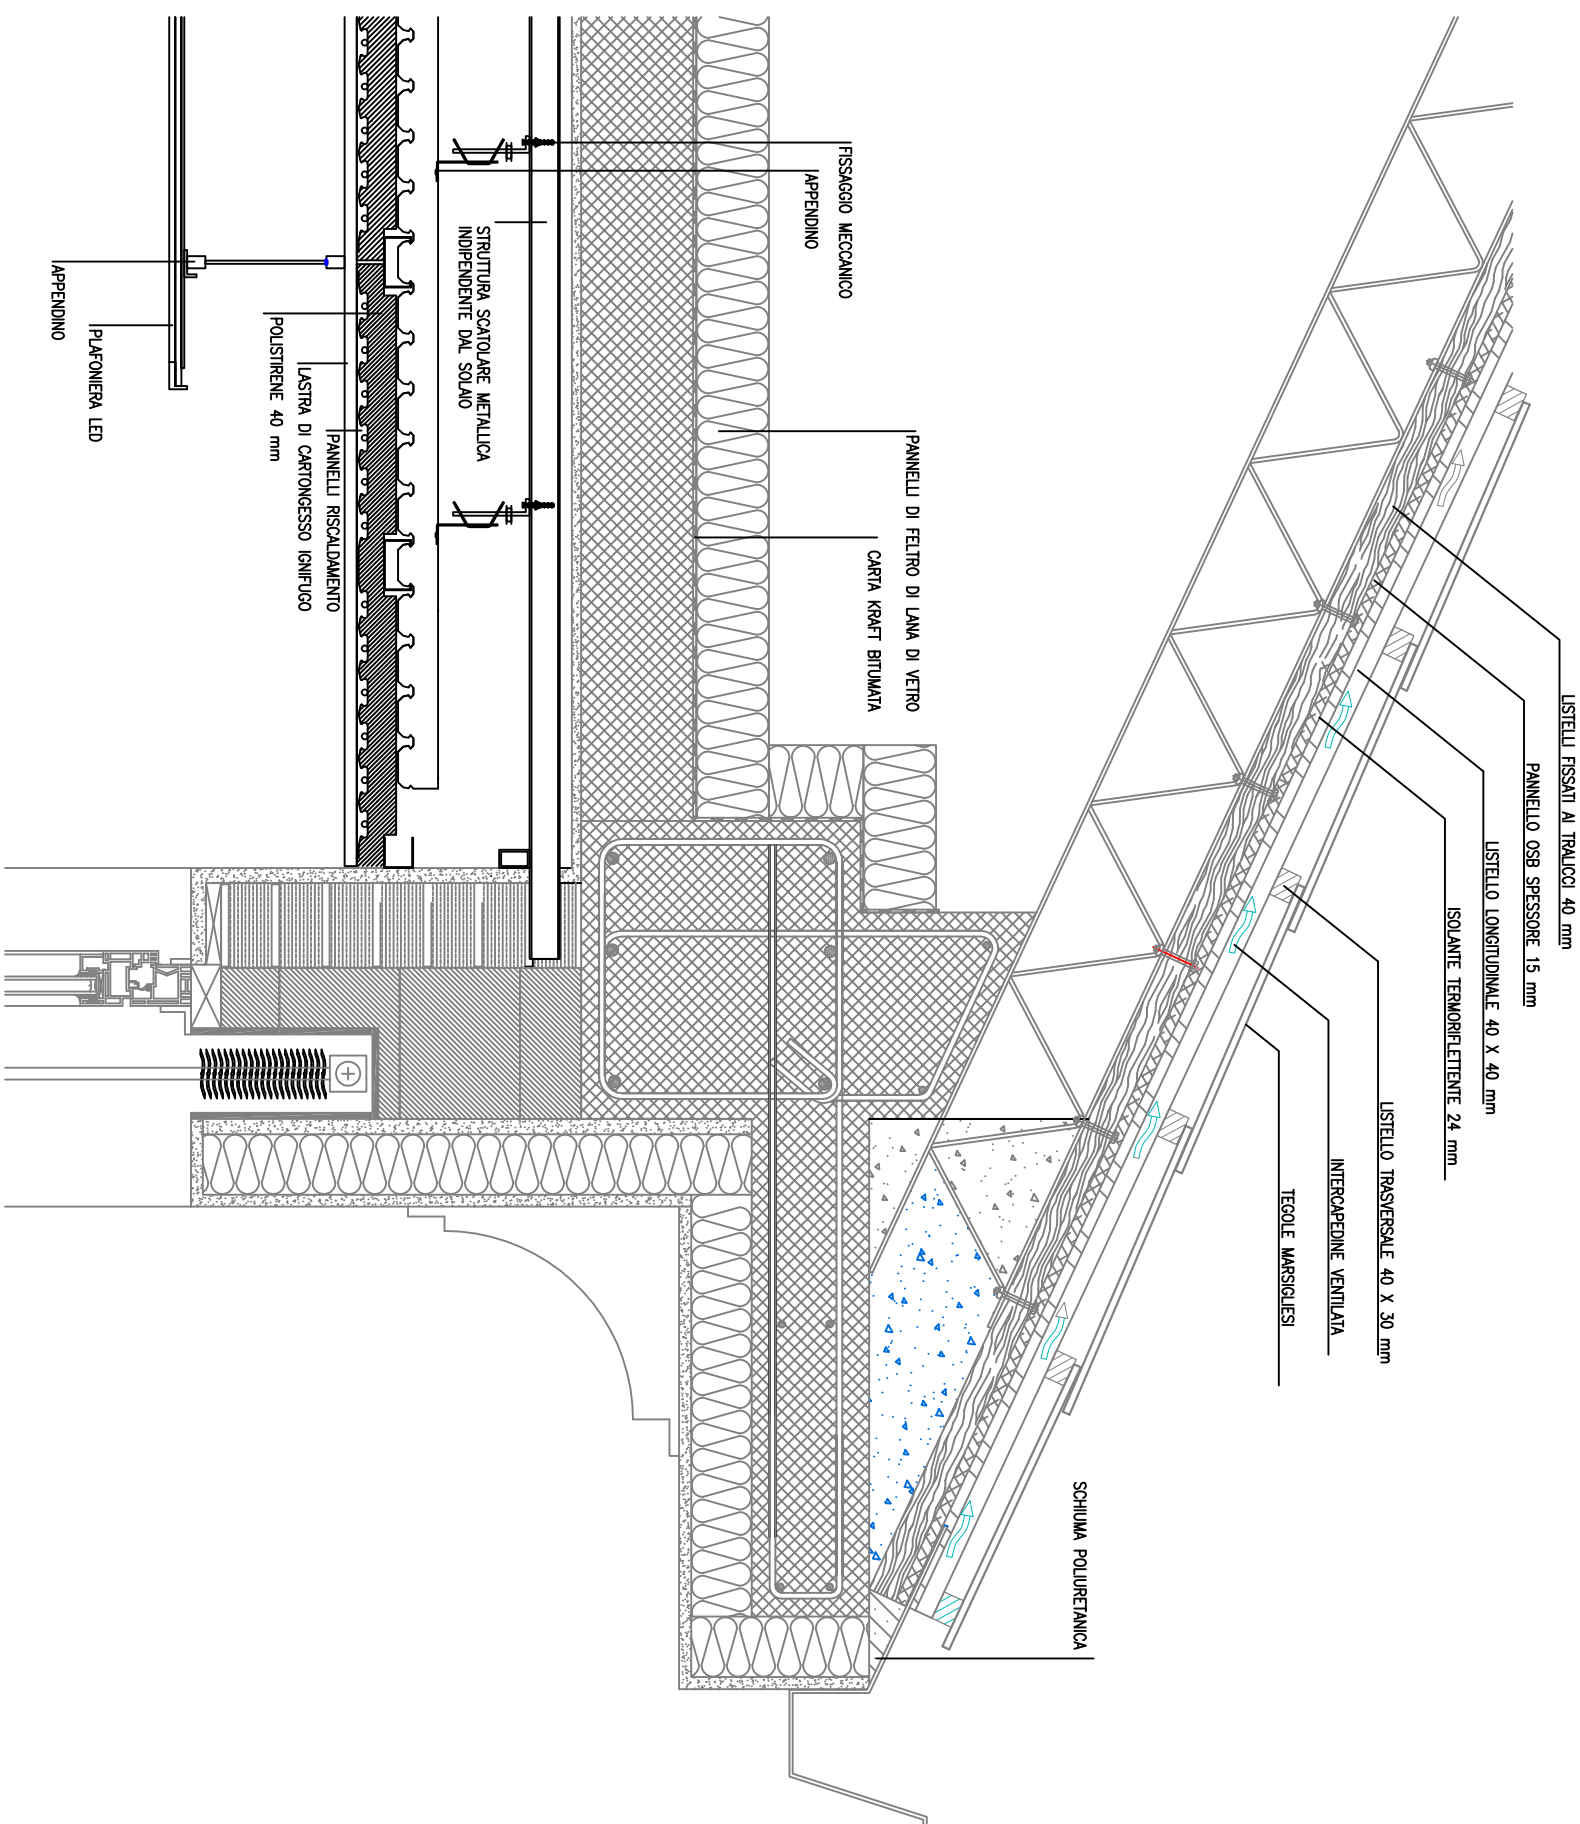 LISTELLI FISSATI AI TRALICCI 40 mm
PANNELLO OSB SPESSORE 15 mm
LISTELLO LONGITUDINALE 40 X 40 mm
ISOLANTE TERMORIFLETTENTE 24 mm
LISTELLO TRASVERSALE 40 X 30 mm
INTERCAPEDINE VENTILATA
TEGOLE MARSIGLIESI
SCHIUMA POLIURETANICA
PANNELLI DI FELTRO DI LANA DI VETRO
CARTA KRAFT BITUMATA
FISSAGGIO MECCANICO
APPENDINO
STRUTTURA SCATOLARE METALLICA
INDIPENDENTE DAL SOLAIO
PANNELLI RISCALDAMENTO
LASTRA DI CARTONGESSO IGNIFUGO
POLISTIRENE 40 mm
PLAFONIERA LED
APPENDINO